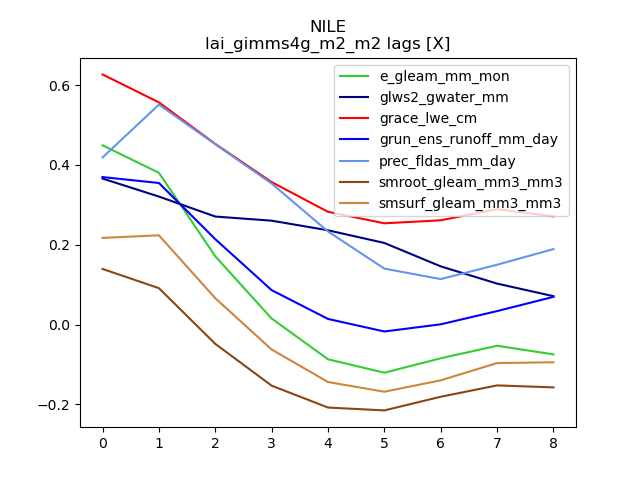 NILE
lai_gimms4g_m2_m2 lags [X]
e_gleam_mm_mon
glws2_gwater_mm
grace_lwe_cm
grun_ens_runoff_mm_day
prec_fldas_mm_day
smroot_gleam_mm3_mm3
smsurf_gleam_mm3_mm3
0.6
0.4
0.2
0.0
−0.2
0 1 2 3 4 5 6 7 8